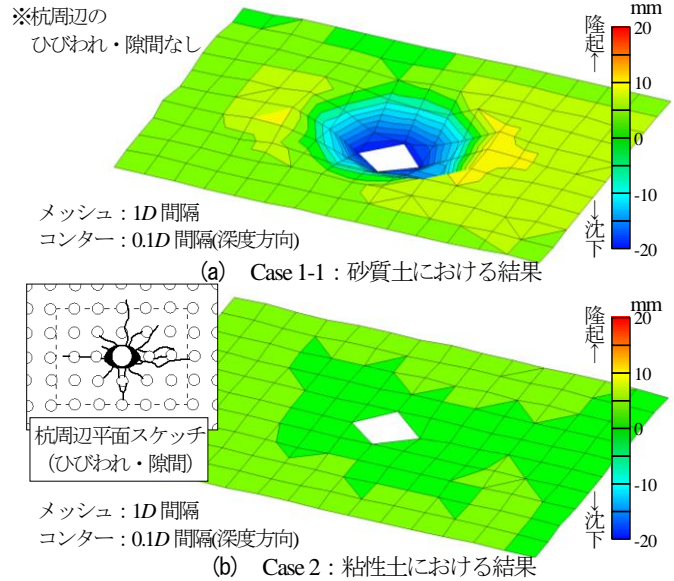 ※杭周辺の
ひびわれ・隙間なし
mm
隆起→
20
10
0
-10
-20
→沈下
メッシュ：1D 間隔
コンター：0.1D 間隔(深度方向)
(a) Case 1-1：砂質土における結果
mm
隆起→
20
10
0
-10
-20
→沈下
杭周辺平面スケッチ
（ひびわれ・隙間）
メッシュ：1D 間隔
コンター：0.1D 間隔(深度方向)
(b) Case 2：粘性土における結果